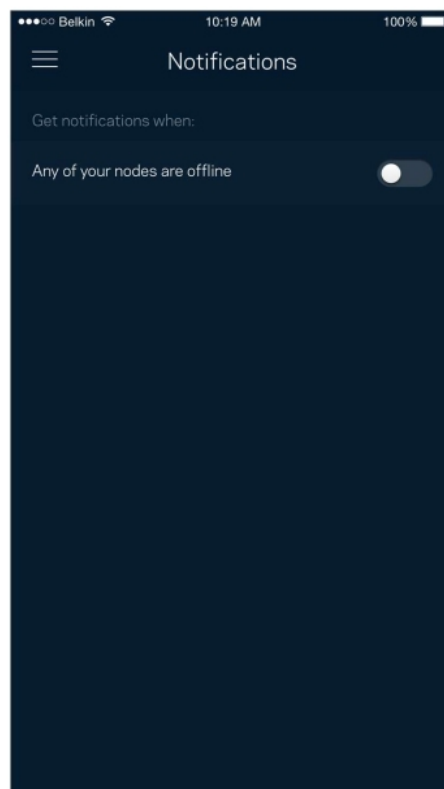 Belkin 10:19 AM 100%
Notifications
Get notifications when:
Any of your nodes are offline